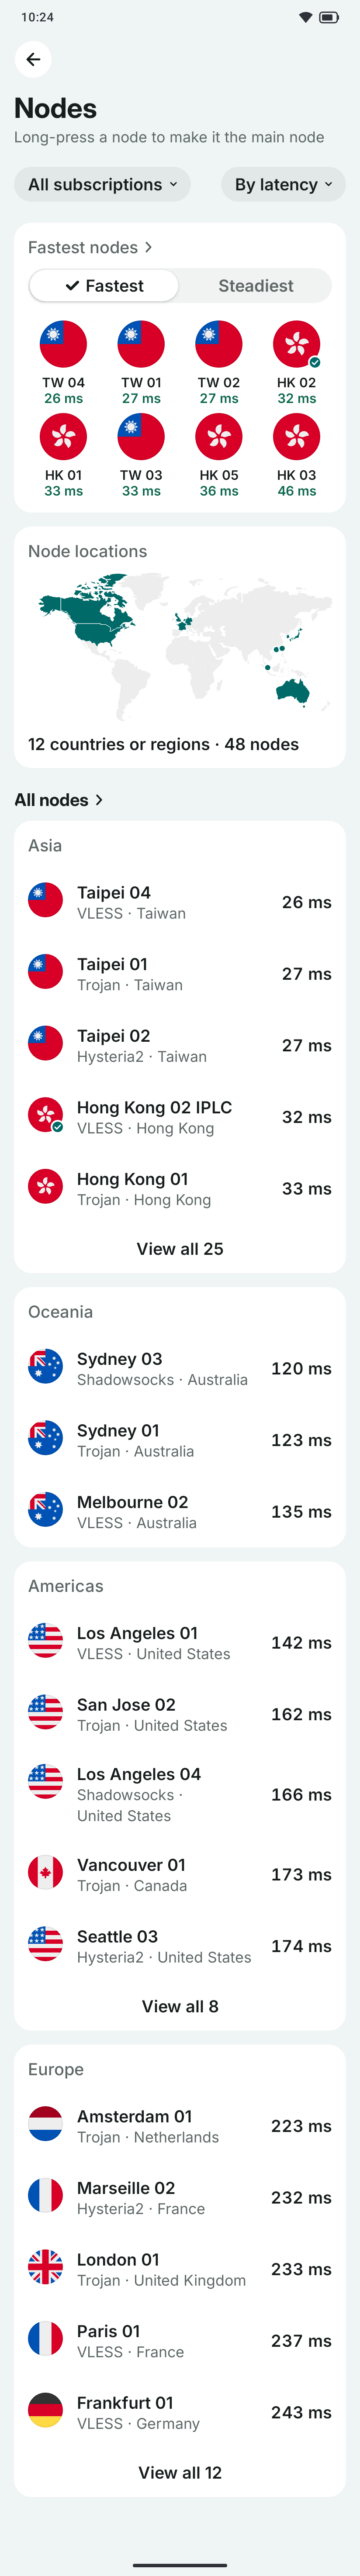 10:24
Nodes
Long-press a node to make it the main node
All subscriptions
By latency
Fastest nodes
Fastest
Steadiest
TW 04
TW 01
TW 02
HK 02
26 ms
27 ms
27 ms
32 ms
HK 01
TW 03
HK 05
HK 03
33 ms
33 ms
36 ms
46 ms
Node locations
12 countries or regions · 48 nodes
All nodes
Asia
Taipei 04
VLESS · Taiwan
26 ms
Taipei 01
Trojan · Taiwan
27 ms
Taipei 02
Hysteria2 · Taiwan
27 ms
Hong Kong 02 IPLC
VLESS · Hong Kong
32 ms
Hong Kong 01
Trojan · Hong Kong
33 ms
View all 25
Oceania
Sydney 03
Shadowsocks · Australia
120 ms
Sydney 01
Trojan · Australia
123 ms
Melbourne 02
VLESS · Australia
135 ms
Americas
Los Angeles 01
VLESS · United States
142 ms
San Jose 02
Trojan · United States
162 ms
Los Angeles 04
Shadowsocks ·
United States
166 ms
Vancouver 01
Trojan · Canada
173 ms
Seattle 03
Hysteria2 · United States
174 ms
View all 8
Europe
Amsterdam 01
Trojan · Netherlands
223 ms
Marseille 02
Hysteria2 · France
232 ms
London 01
Trojan · United Kingdom
233 ms
Paris 01
VLESS · France
237 ms
Frankfurt 01
VLESS · Germany
243 ms
View all 12